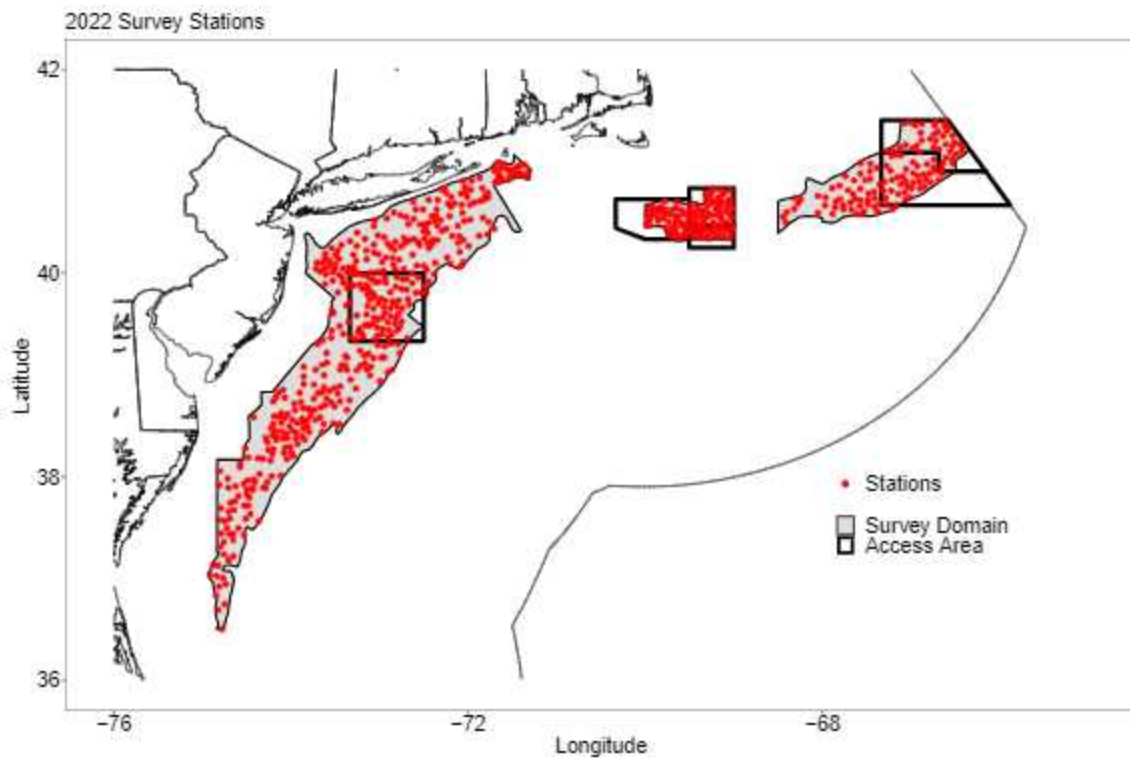 2022 Survey Stations
42
40
38
36
Latitude
−76
−72
−68
Longitude
Stations
Survey Domain
Access Area